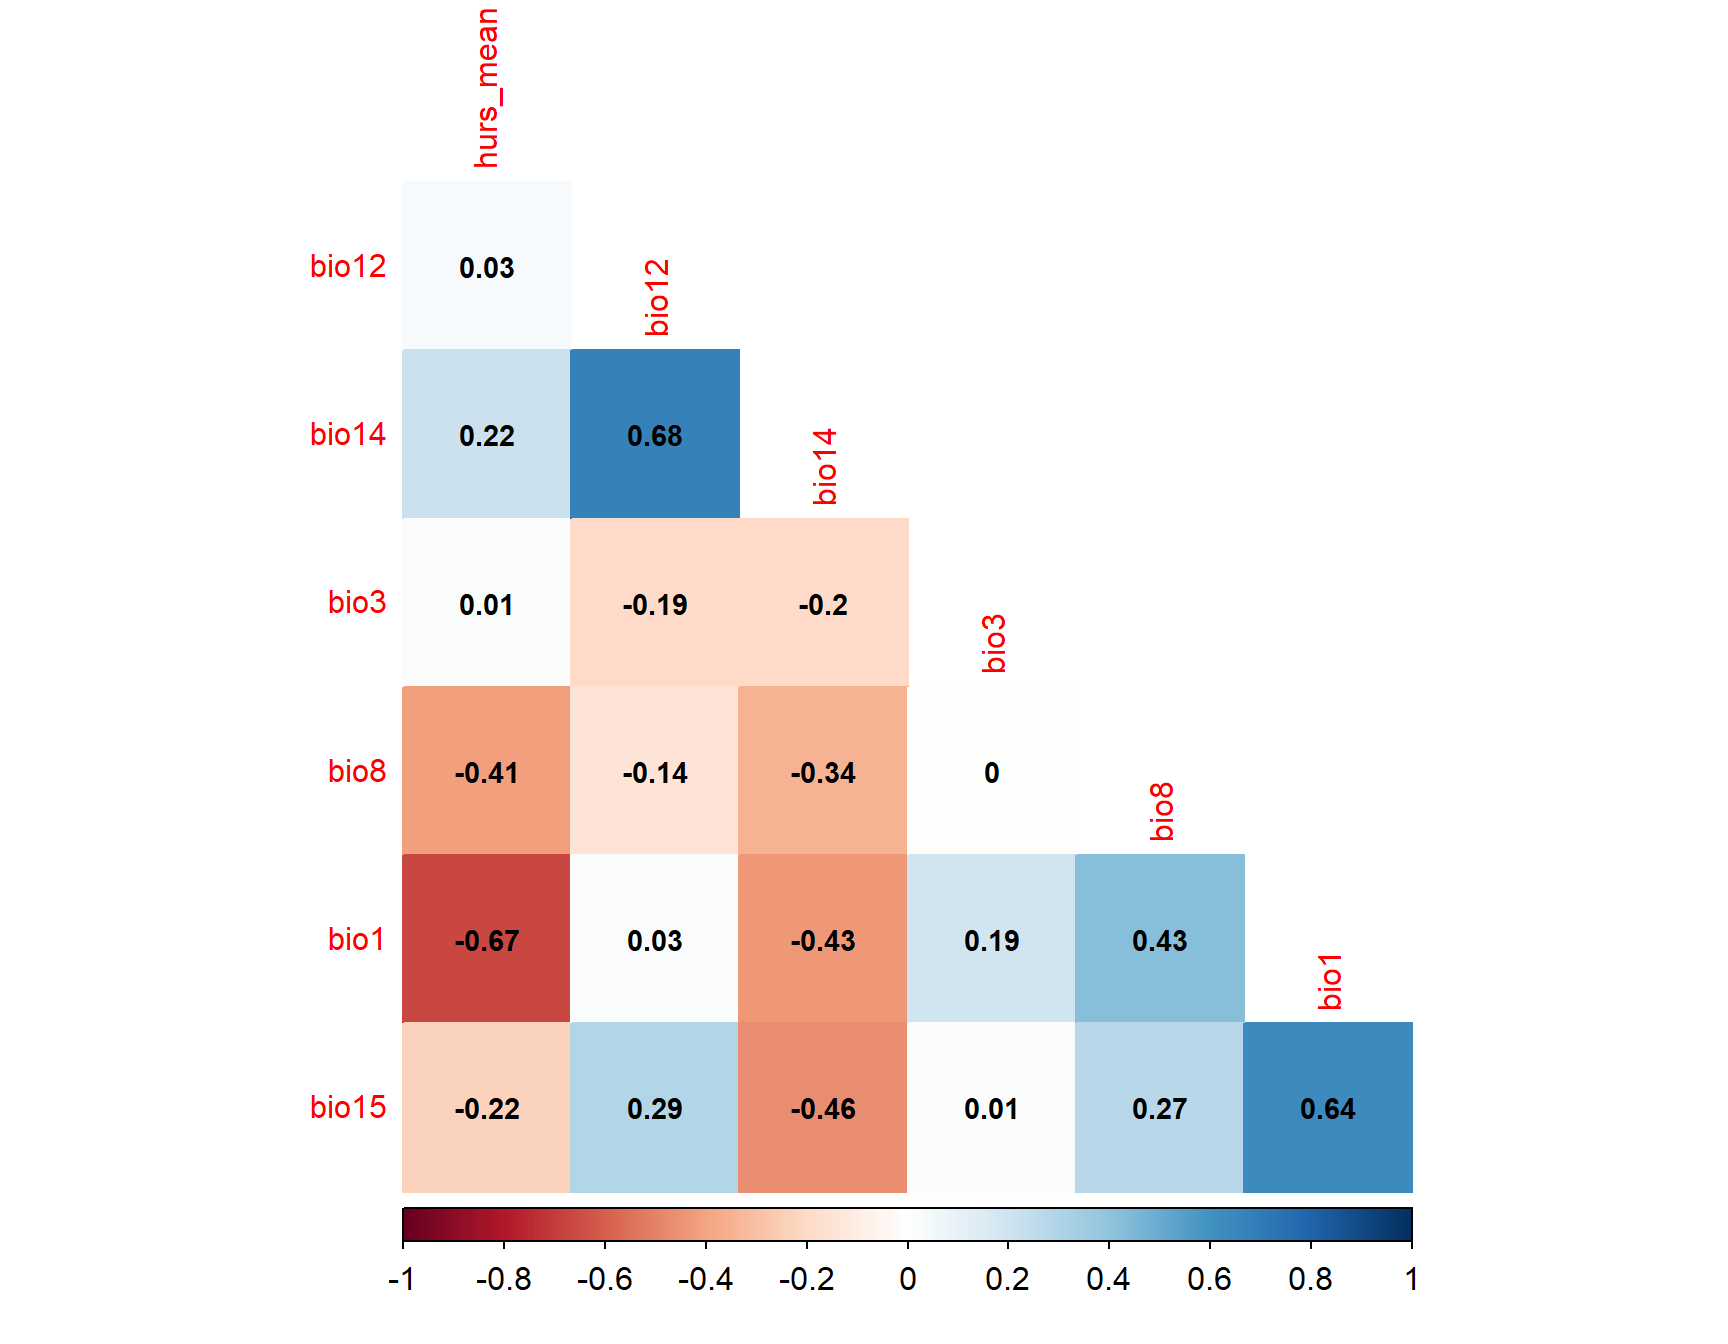 hurs_mean
bio12 0.03 bio12
bio14 0.22 0.68 bio14
bio3 0.01 -0.19 -0.2 bio3
bio8 -0.41 -0.14 -0.34 0 bio8
bio1 -0.67 0.03 -0.43 0.19 0.43 bio1
bio15 -0.22 0.29 -0.46 0.01 0.27 0.64
-1 -0.8 -0.6 -0.4 -0.2 0 0.2 0.4 0.6 0.8 1